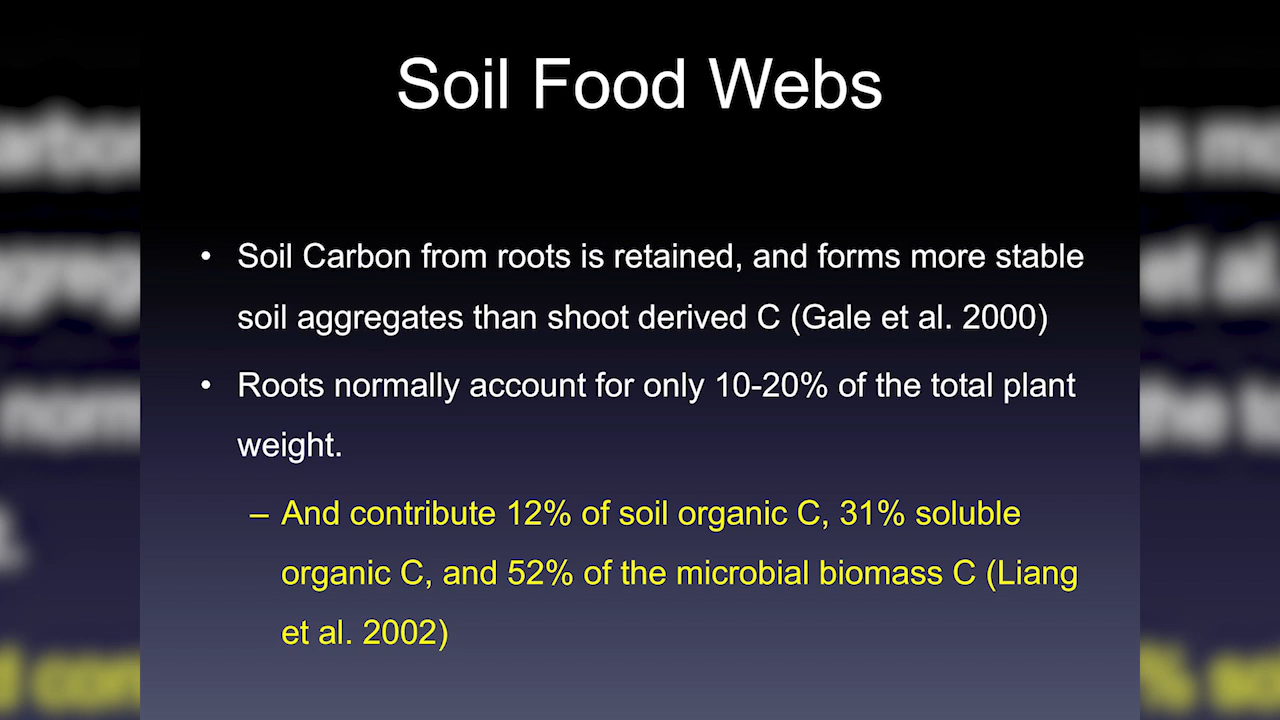 Soil Food Webs
• Soil Carbon from roots is retained, and forms more stable
soil aggregates than shoot derived C (Gale et al. 2000)
• Roots normally account for only 10-20% of the total plant
weight.
– And contribute 12% of soil organic C, 31% soluble
organic C, and 52% of the microbial biomass C (Liang
et al. 2002)